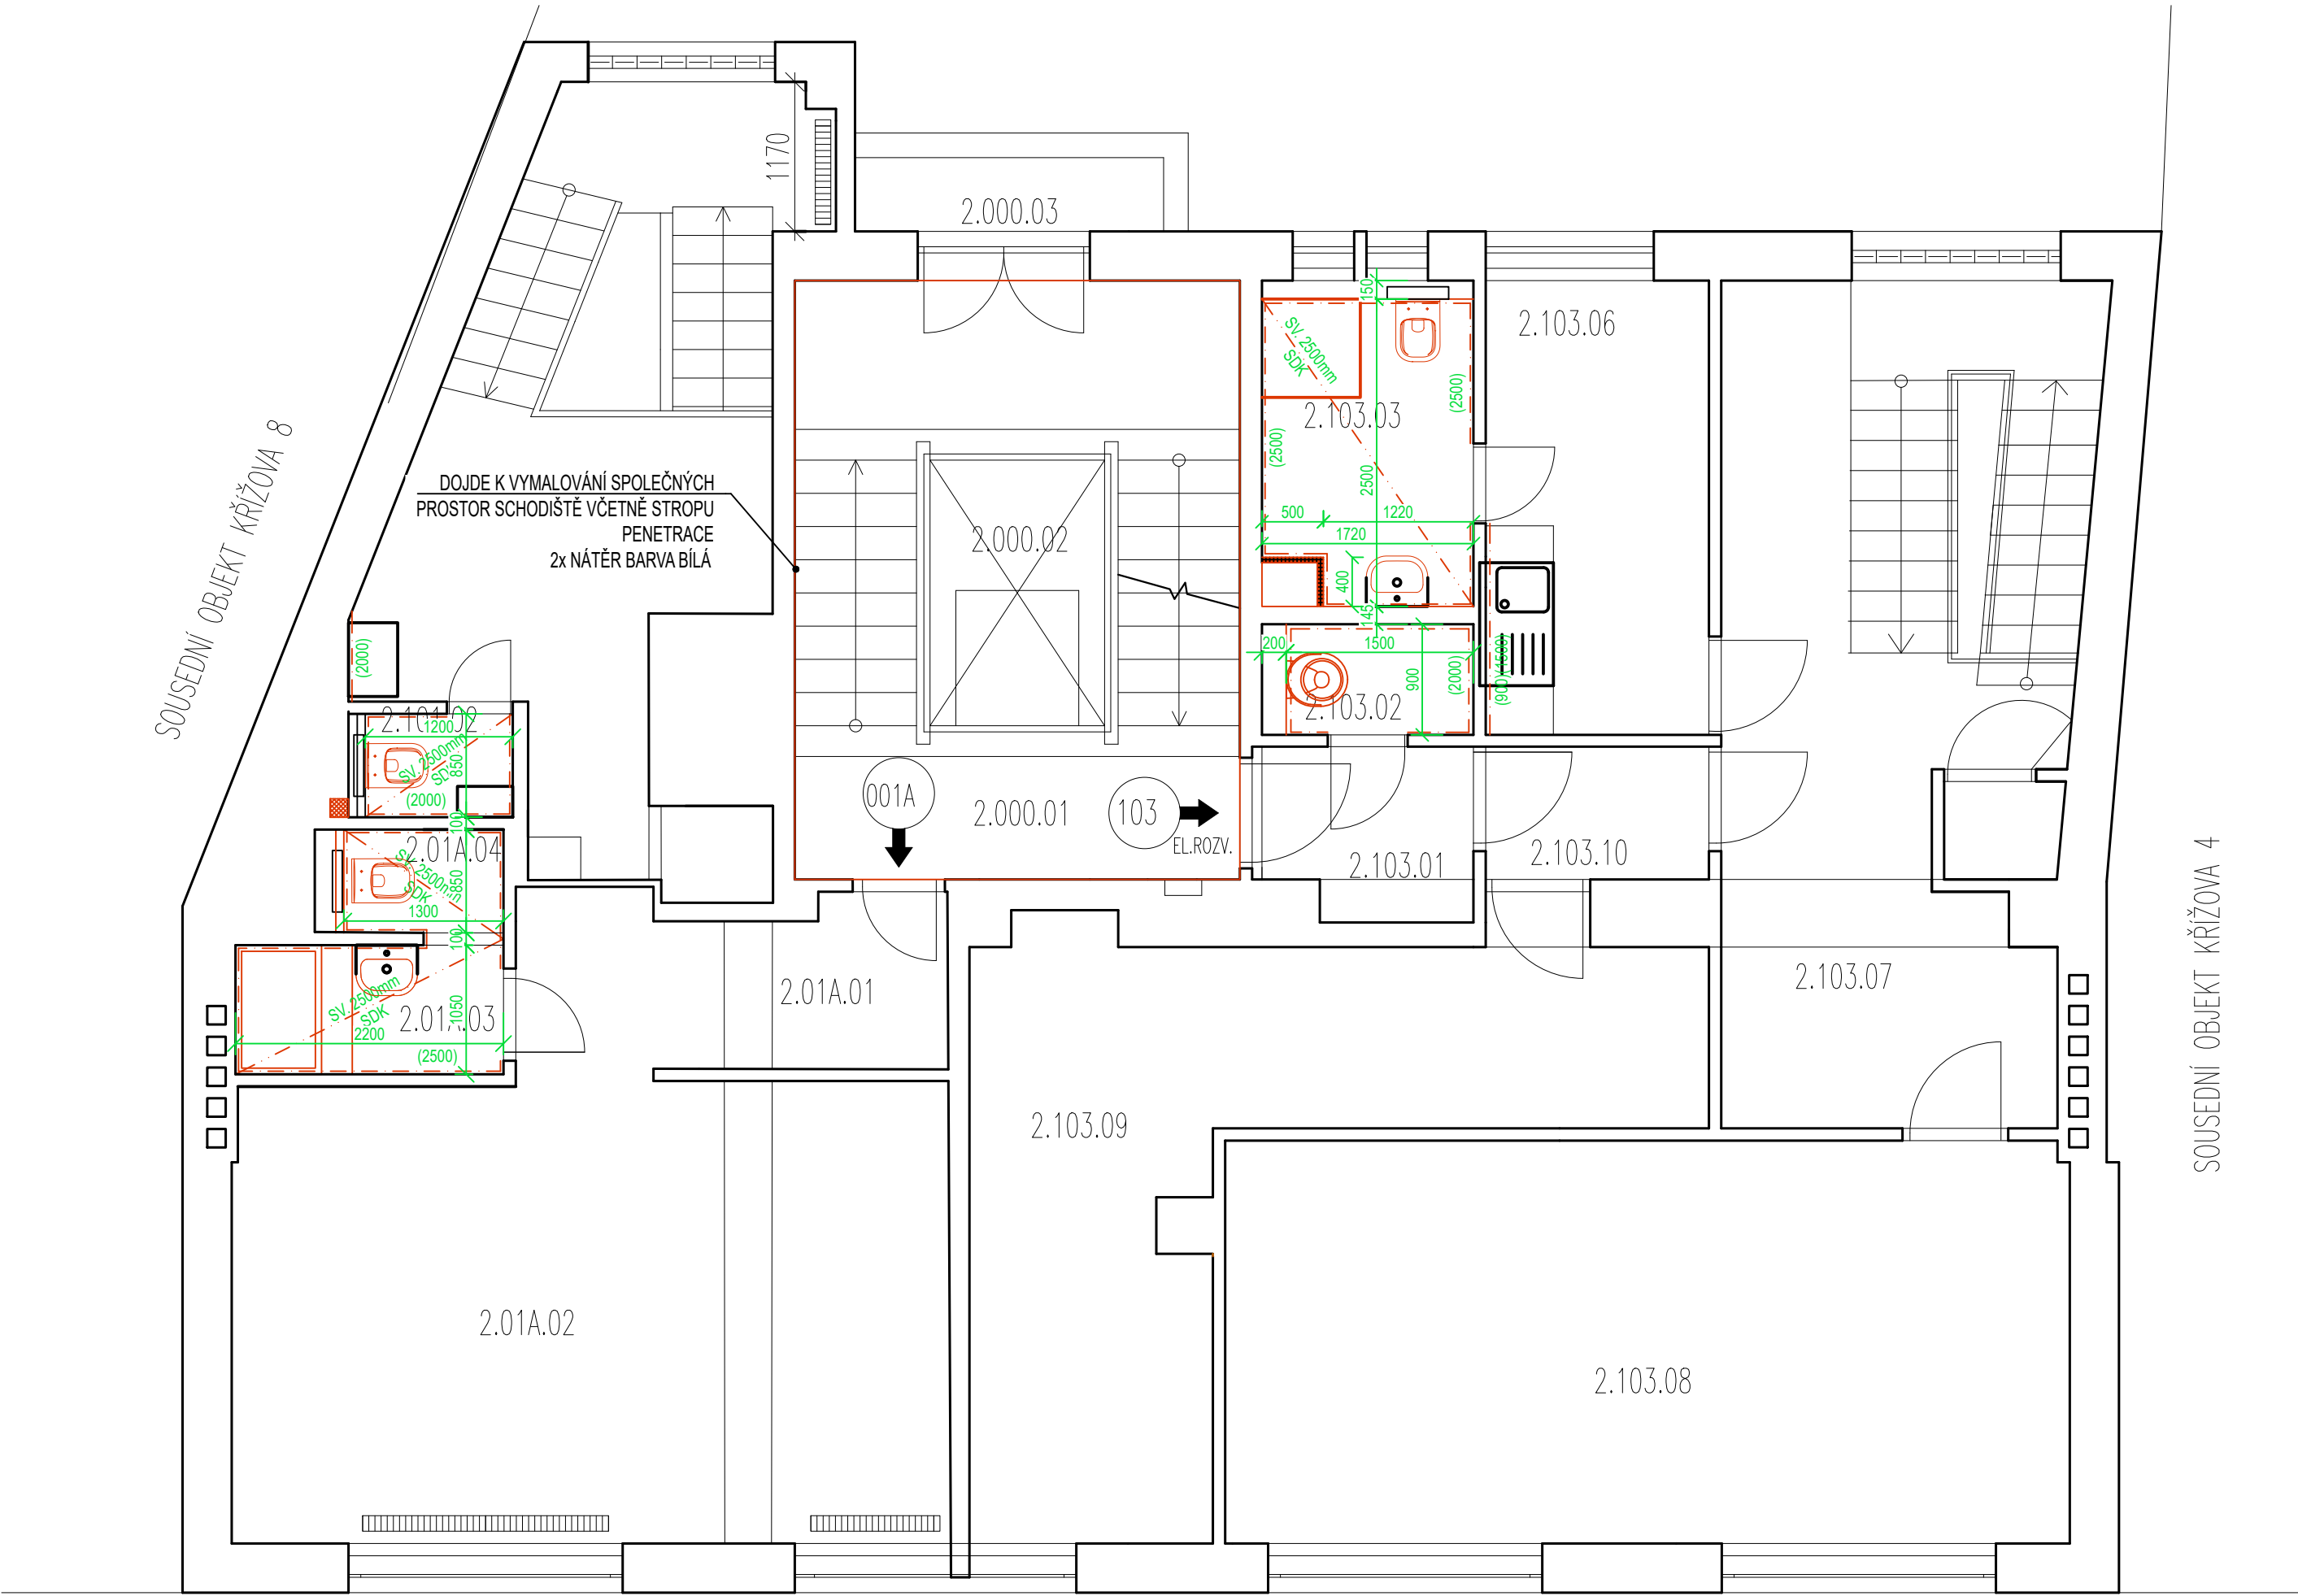 1170
2.000.03
2.103.06
150
SV. 2500mm
SDK
(2500)
2.103.03
(2500)
2500
SOUSEDNÍ OBJEKT KŘÍŽOVA 8
DOJDE K VYMALOVÁNÍ SPOLEČNÝCH
PROSTOR SCHODIŠTĚ VČETNĚ STROPU
PENETRACE
2x NÁTĚR BARVA BÍLÁ
2.000.02
500
1220
1720
400
145
200
1500
900
(2000)
(900)(1500)
2.103.02
(2000)
1200
SV. 2500mm
850
(2000)
100
001A
2.000.01
103
EL.ROZV.
2.103.01
2.103.10
2.01A.04
SV. 2500mm
SDK
850
1300
100
2.01A.01
2.103.07
SV. 2500mm
SDK
2.01A.03
1050
2200
(2500)
SOUSEDNÍ OBJEKT KŘÍŽOVA 4
2.103.09
2.01A.02
2.103.08